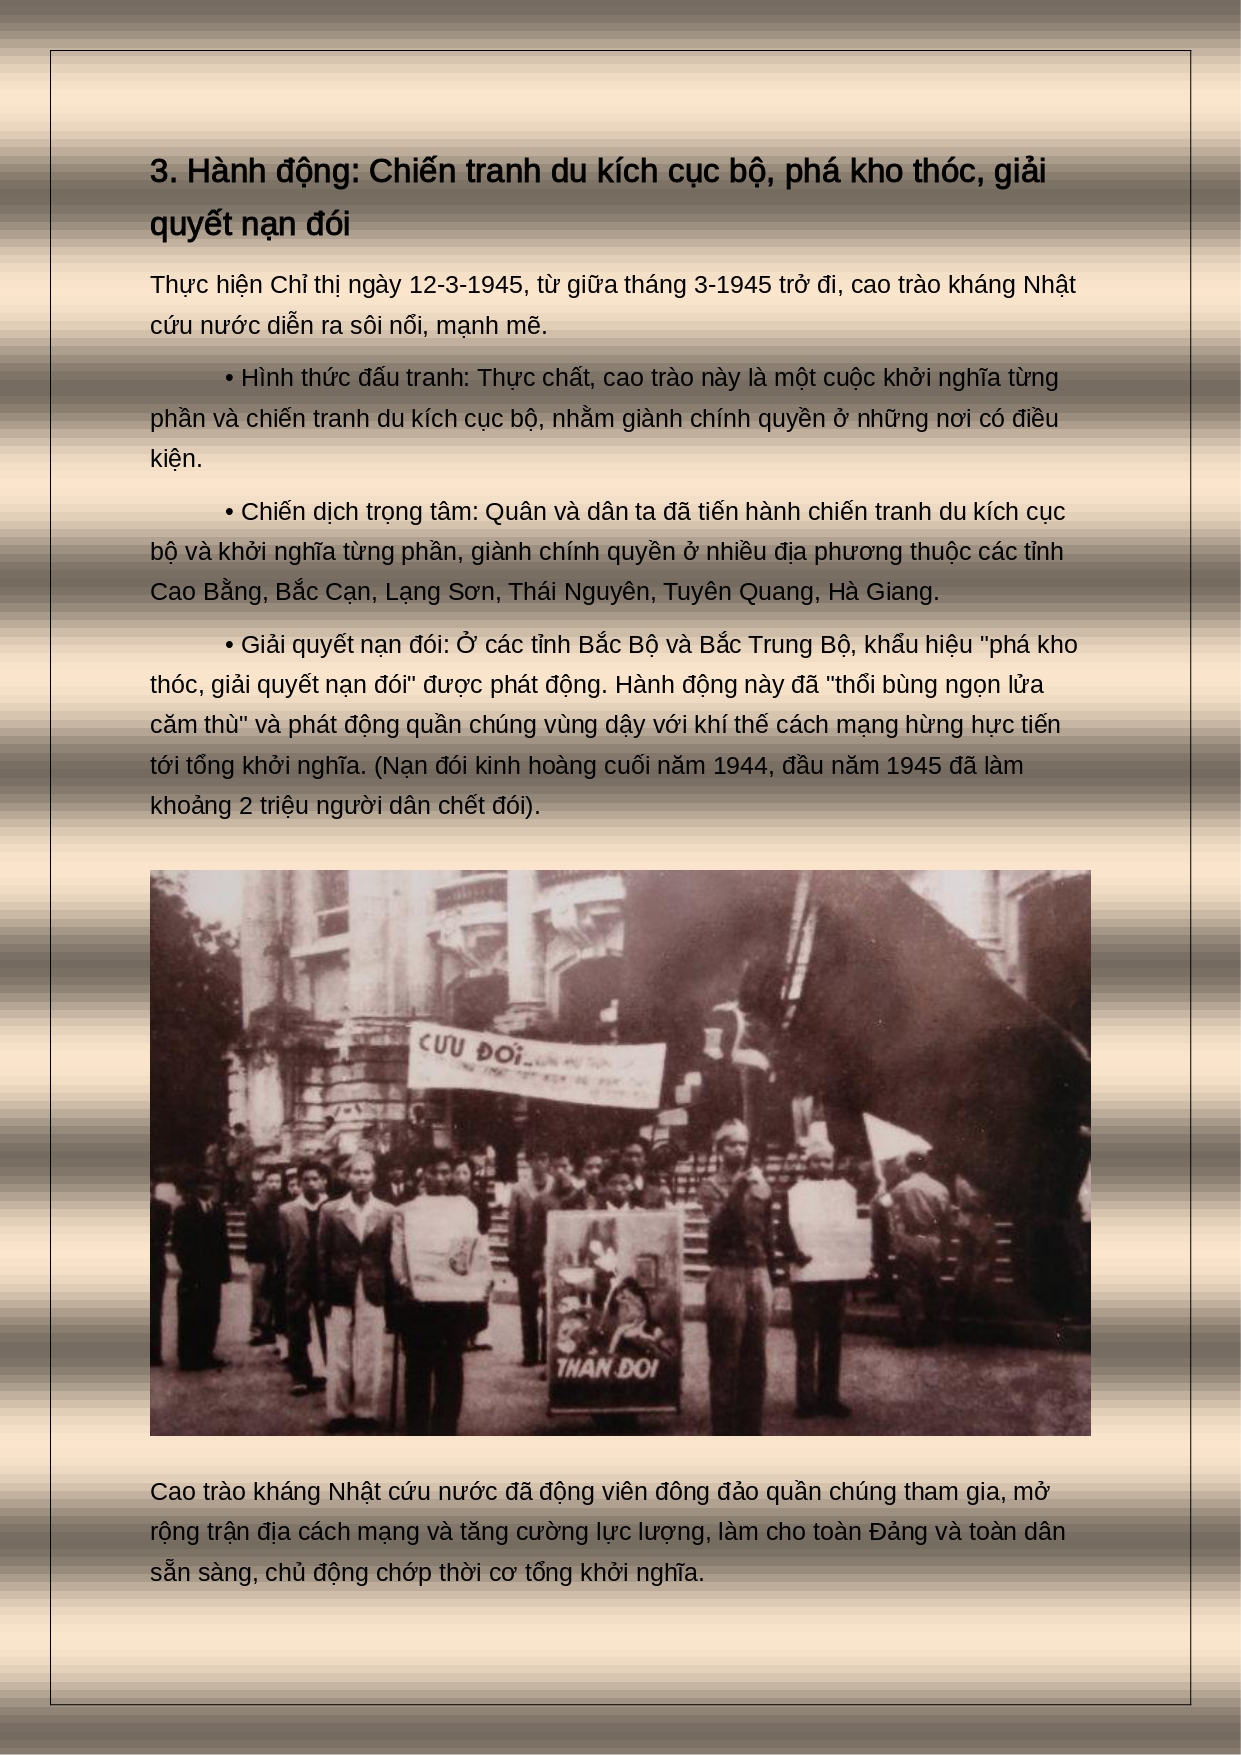 3. Hành động: Chiến tranh du kích cục bộ, phá kho thóc, giải
quyết nạn đói
Thực hiện Chỉ thị ngày 12-3-1945, từ giữa tháng 3-1945 trở đi, cao trào kháng Nhật
cứu nước diễn ra sôi nổi, mạnh mẽ.
• Hình thức đấu tranh: Thực chất, cao trào này là một cuộc khởi nghĩa từng
phần và chiến tranh du kích cục bộ, nhằm giành chính quyền ở những nơi có điều
kiện.
• Chiến dịch trọng tâm: Quân và dân ta đã tiến hành chiến tranh du kích cục
bộ và khởi nghĩa từng phần, giành chính quyền ở nhiều địa phương thuộc các tỉnh
Cao Bằng, Bắc Cạn, Lạng Sơn, Thái Nguyên, Tuyên Quang, Hà Giang.
• Giải quyết nạn đói: Ở các tỉnh Bắc Bộ và Bắc Trung Bộ, khẩu hiệu "phá kho
thóc, giải quyết nạn đói" được phát động. Hành động này đã "thổi bùng ngọn lửa
căm thù" và phát động quần chúng vùng dậy với khí thế cách mạng hừng hực tiến
tới tổng khởi nghĩa. (Nạn đói kinh hoàng cuối năm 1944, đầu năm 1945 đã làm
khoảng 2 triệu người dân chết đói).
CỨU ĐÓI
THẦN ĐÓI
Cao trào kháng Nhật cứu nước đã động viên đông đảo quần chúng tham gia, mở
rộng trận địa cách mạng và tăng cường lực lượng, làm cho toàn Đảng và toàn dân
sẵn sàng, chủ động chớp thời cơ tổng khởi nghĩa.